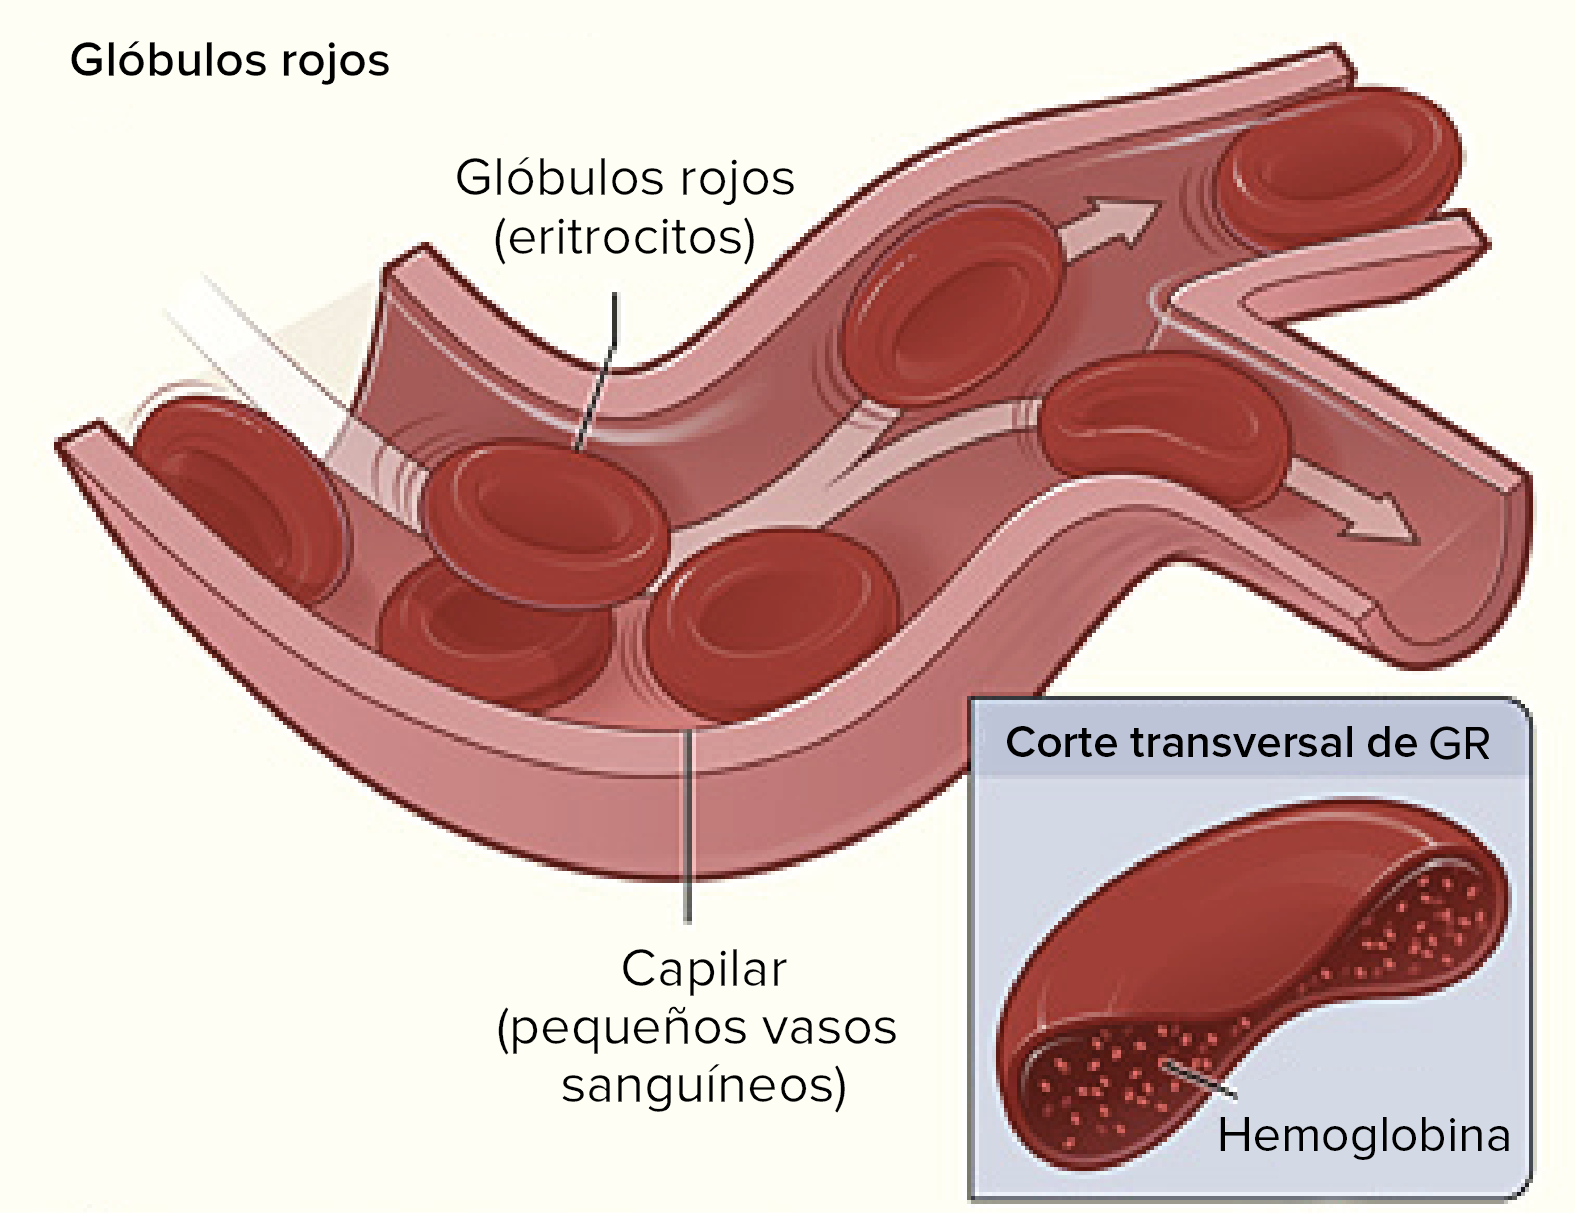 Glóbulos rojos
Glóbulos rojos
(eritrocitos)
Capilar
(pequeños vasos
sanguíneos)
Corte transversal de GR
Hemoglobina